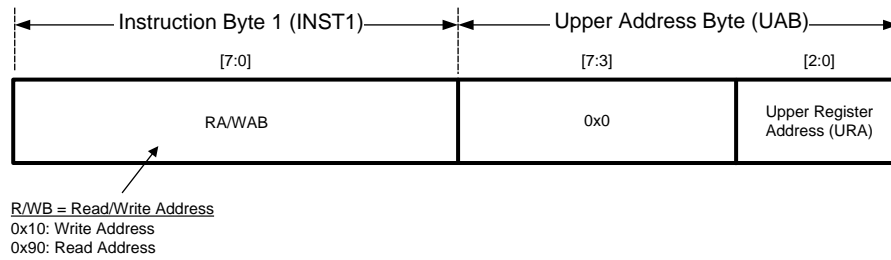 Instruction Byte 1 (INST1) Upper Address Byte (UAB)
[7:0] [7:3] [2:0]
RA/WAB 0x0 Upper Register
Address (URA)
R/WB = Read/Write Address
0x10: Write Address
0x90: Read Address